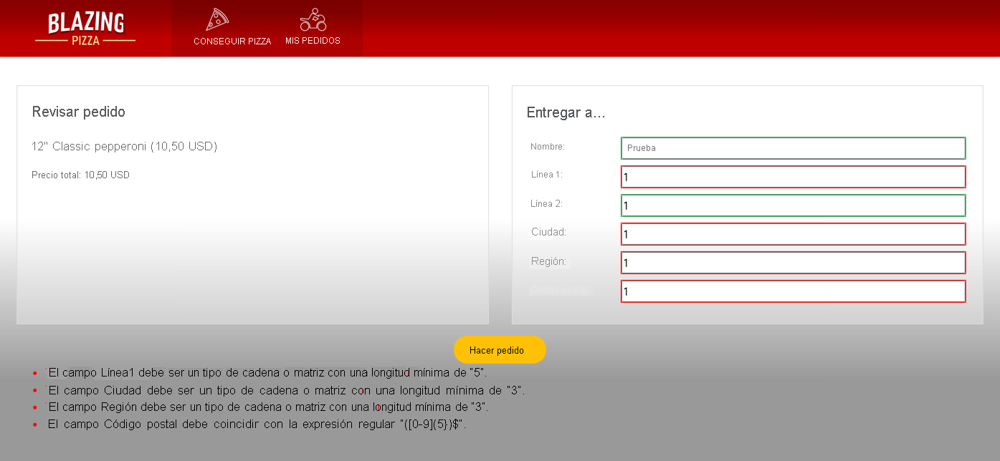 BLAZING
PIZZA
CONSEGUIR PIZZA
MIS PEDIDOS
Revisar pedido
12" Classic pepperoni (10,50 USD)
Precio total: 10,50 USD
Entregar a...
Nombre:
Prueba
Línea 1:
1
Línea 2:
1
Ciudad:
1
Región:
1
1
Hacer pedido
El campo Línea1 debe ser un tipo de cadena o matriz con una longitud mínima de "5".
El campo Ciudad debe ser un tipo de cadena o matriz con una longitud mínima de "3".
El campo Región debe ser un tipo de cadena o matriz con una longitud mínima de "3".
El campo Código postal debe coincidir con la expresión regular "([0-9](5})$".